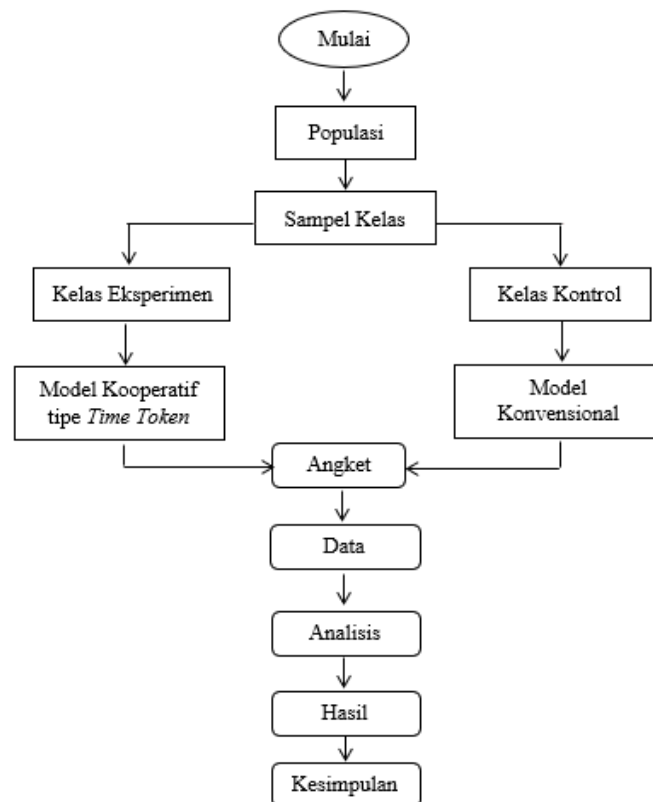 Mulai
Populasi
Sampel Kelas
Kelas Eksperimen
Kelas Kontrol
Model Kooperatif
tipe Time Token
Model
Konvensional
Angket
Data
Analisis
Hasil
Kesimpulan